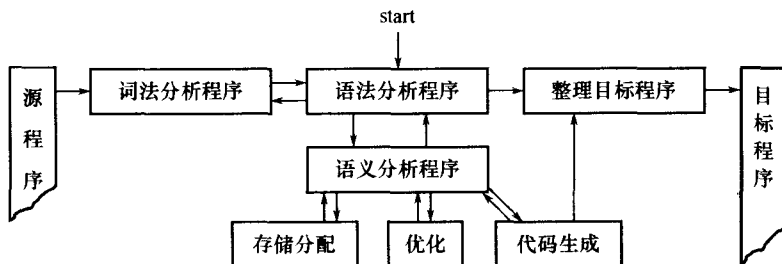 start
源程序
词法分析程序
语法分析程序
整理目标程序
目标程序
语义分析程序
存储分配
优化
代码生成